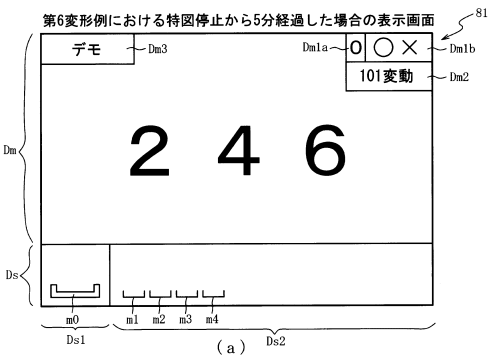 第6変形例における特図停止から5分経過した場合の表示画面
81
デモ
Dm3
Dm1a
0
○ ×
Dm1b
101変動
Dm2
Dm
2 4 6
Ds
m0
m1
m2
m3
m4
Ds1
Ds2
(a)